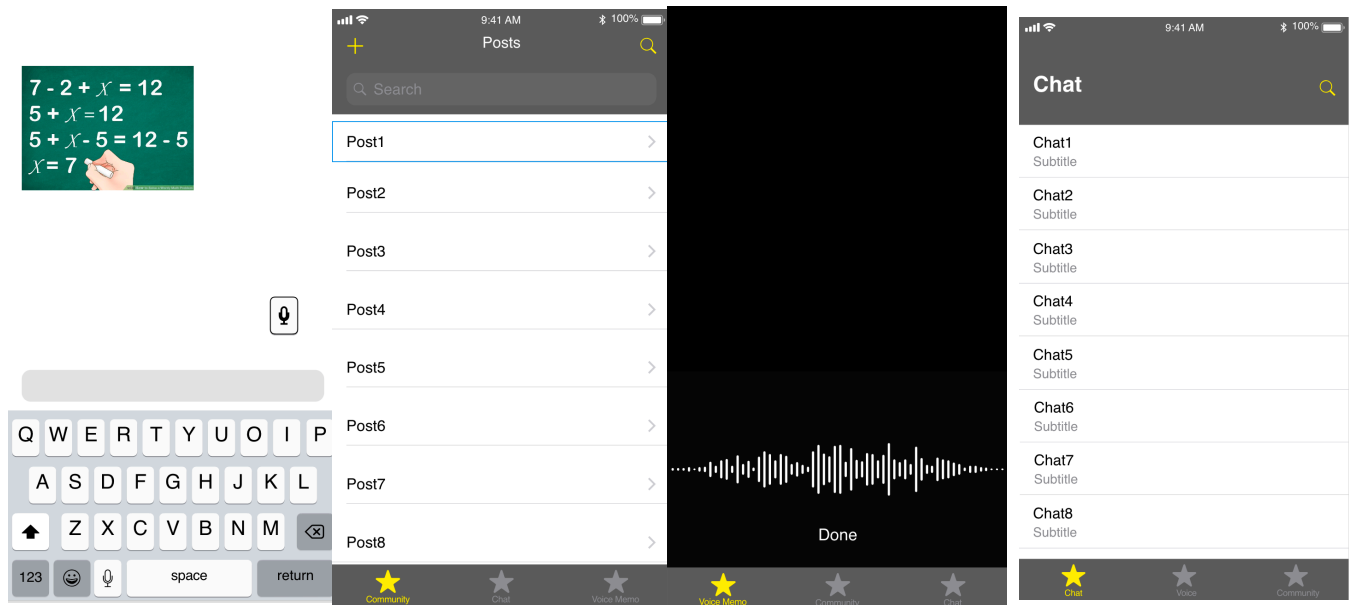 7 - 2 + x = 12
5 + x = 12
5 + x - 5 = 12 - 5
x = 7
Q W E R T Y U O I P
A S D F G H J K L
Z X C V B N M
123
space
return
9:41 AM
100%
Posts
Search
Post1
Post2
Post3
Post4
Post5
Post6
Post7
Post8
Community
Chat
Voice Memo
Done
Voice Memo
Community
Chat
9:41 AM
100%
Chat
Chat1
Subtitle
Chat2
Subtitle
Chat3
Subtitle
Chat4
Subtitle
Chat5
Subtitle
Chat6
Subtitle
Chat7
Subtitle
Chat8
Subtitle
Chat
Voice
Community